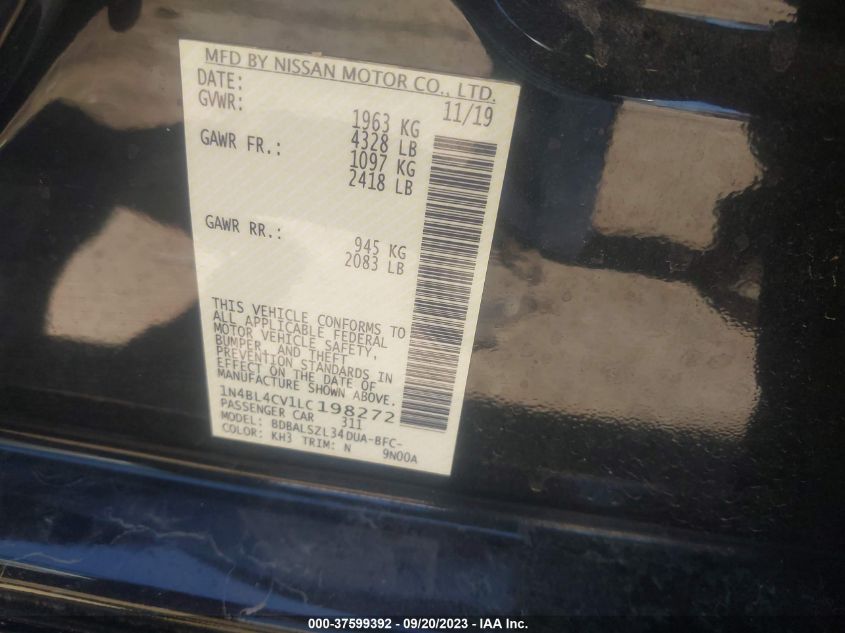 MFD BY NISSAN MOTOR CO., LTD.
DATE: 11/19
GVWR: 1963 KG
4328 LB
GAWR FR.: 1097 KG
2418 LB
GAWR RR.: 945 KG
2083 LB
THIS VEHICLE CONFORMS TO
ALL APPLICABLE FEDERAL
MOTOR VEHICLE SAFETY,
BUMPER, AND THEFT
PREVENTION STANDARDS IN
EFFECT ON THE DATE OF
MANUFACTURE SHOWN ABOVE.
1N4BL4CV1LC198272
PASSENGER CAR 311
MODEL: BDBALSZL34DUA-BFC-
COLOR: KH3 TRIM: N 9N00A
000-37599392 - 09/20/2023 - IAA Inc.